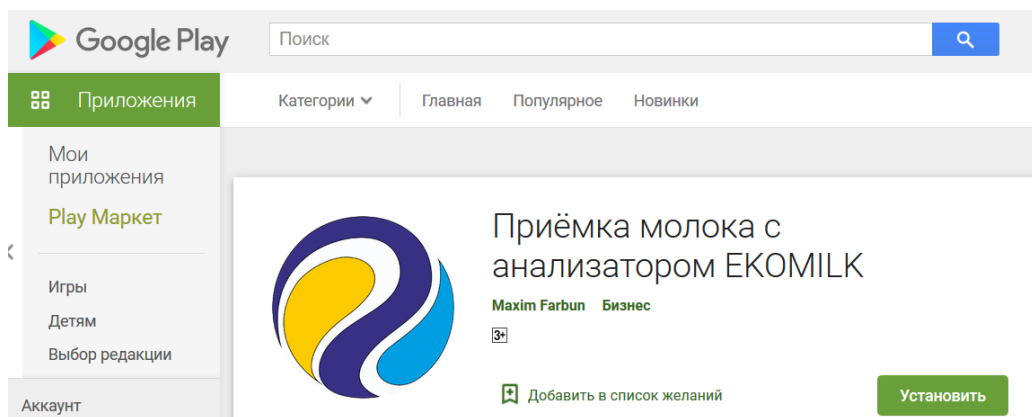 Google Play
Поиск
Приложения
Категории
Главная
Популярное
Новинки
Мои
приложения
Play Маркет
Игры
Детям
Выбор редакции
Аккаунт
Приёмка молока с
анализатором EKOMILK
Maxim Farbun Бизнес
3+
Добавить в список желаний
Установить